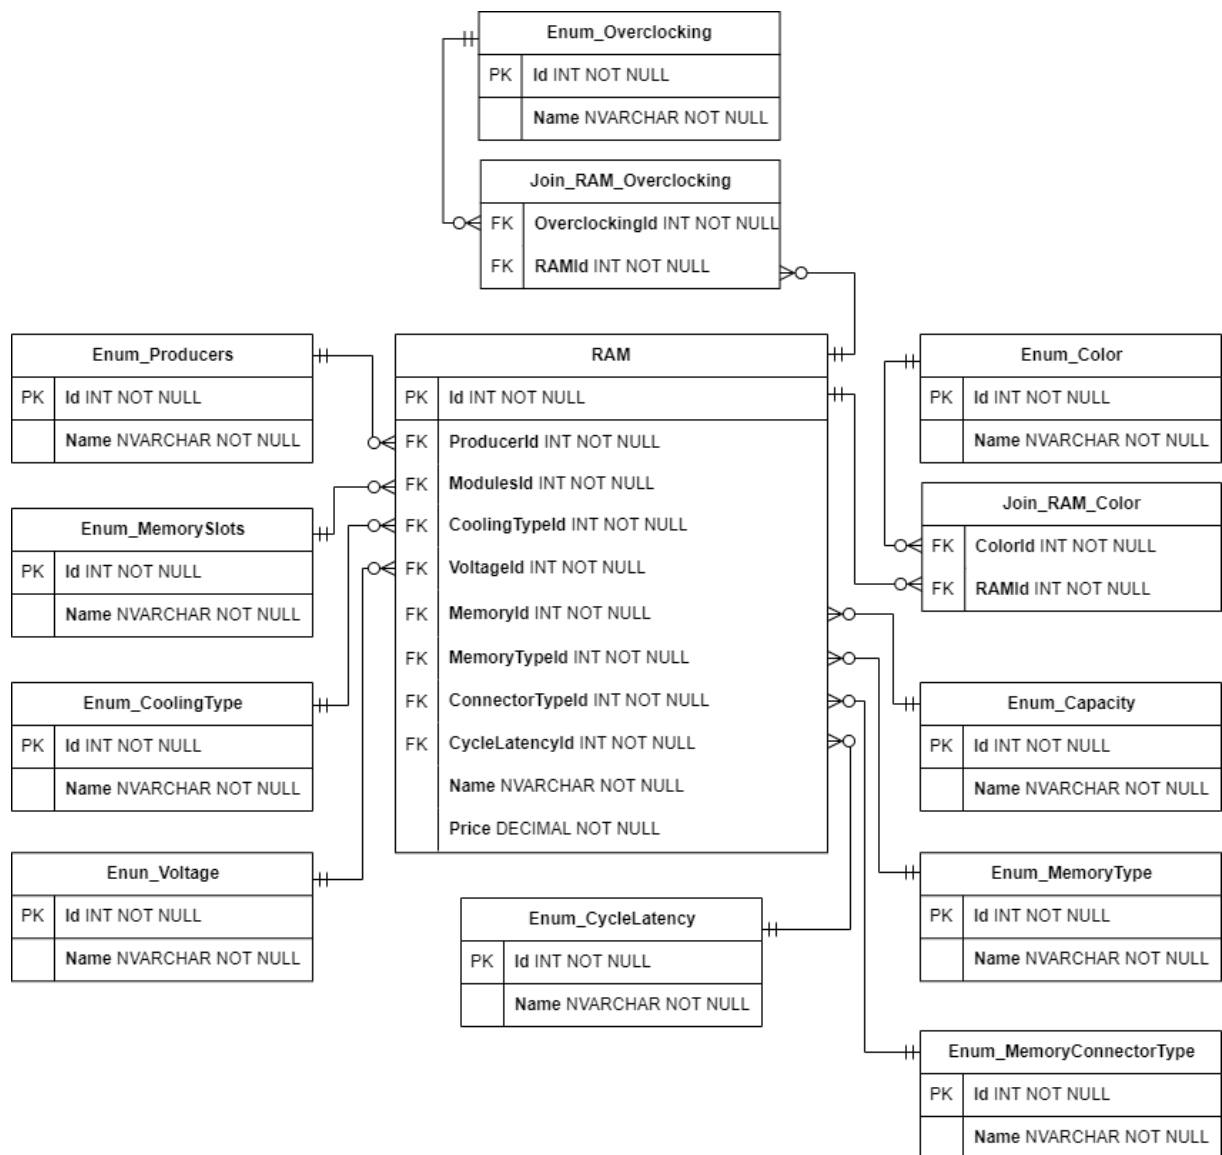 Enum_Overclocking
PK Id INT NOT NULL
Name NVARCHAR NOT NULL
Join_RAM_Overclocking
FK OverclockingId INT NOT NULL
FK RAMId INT NOT NULL
Enum_Producers
PK Id INT NOT NULL
Name NVARCHAR NOT NULL
Enum_MemorySlots
PK Id INT NOT NULL
Name NVARCHAR NOT NULL
Enum_CoolingType
PK Id INT NOT NULL
Name NVARCHAR NOT NULL
Enun_Voltage
PK Id INT NOT NULL
Name NVARCHAR NOT NULL
RAM
PK Id INT NOT NULL
FK ProducerId INT NOT NULL
FK ModulesId INT NOT NULL
FK CoolingTypeId INT NOT NULL
FK VoltageId INT NOT NULL
FK MemoryId INT NOT NULL
FK MemoryTypeId INT NOT NULL
FK ConnectorTypeId INT NOT NULL
FK CycleLatencyId INT NOT NULL
Name NVARCHAR NOT NULL
Price DECIMAL NOT NULL
Enum_CycleLatency
PK Id INT NOT NULL
Name NVARCHAR NOT NULL
Enum_Color
PK Id INT NOT NULL
Name NVARCHAR NOT NULL
Join_RAM_Color
FK ColorId INT NOT NULL
FK RAMId INT NOT NULL
Enum_Capacity
PK Id INT NOT NULL
Name NVARCHAR NOT NULL
Enum_MemoryType
PK Id INT NOT NULL
Name NVARCHAR NOT NULL
Enum_MemoryConnectorType
PK Id INT NOT NULL
Name NVARCHAR NOT NULL